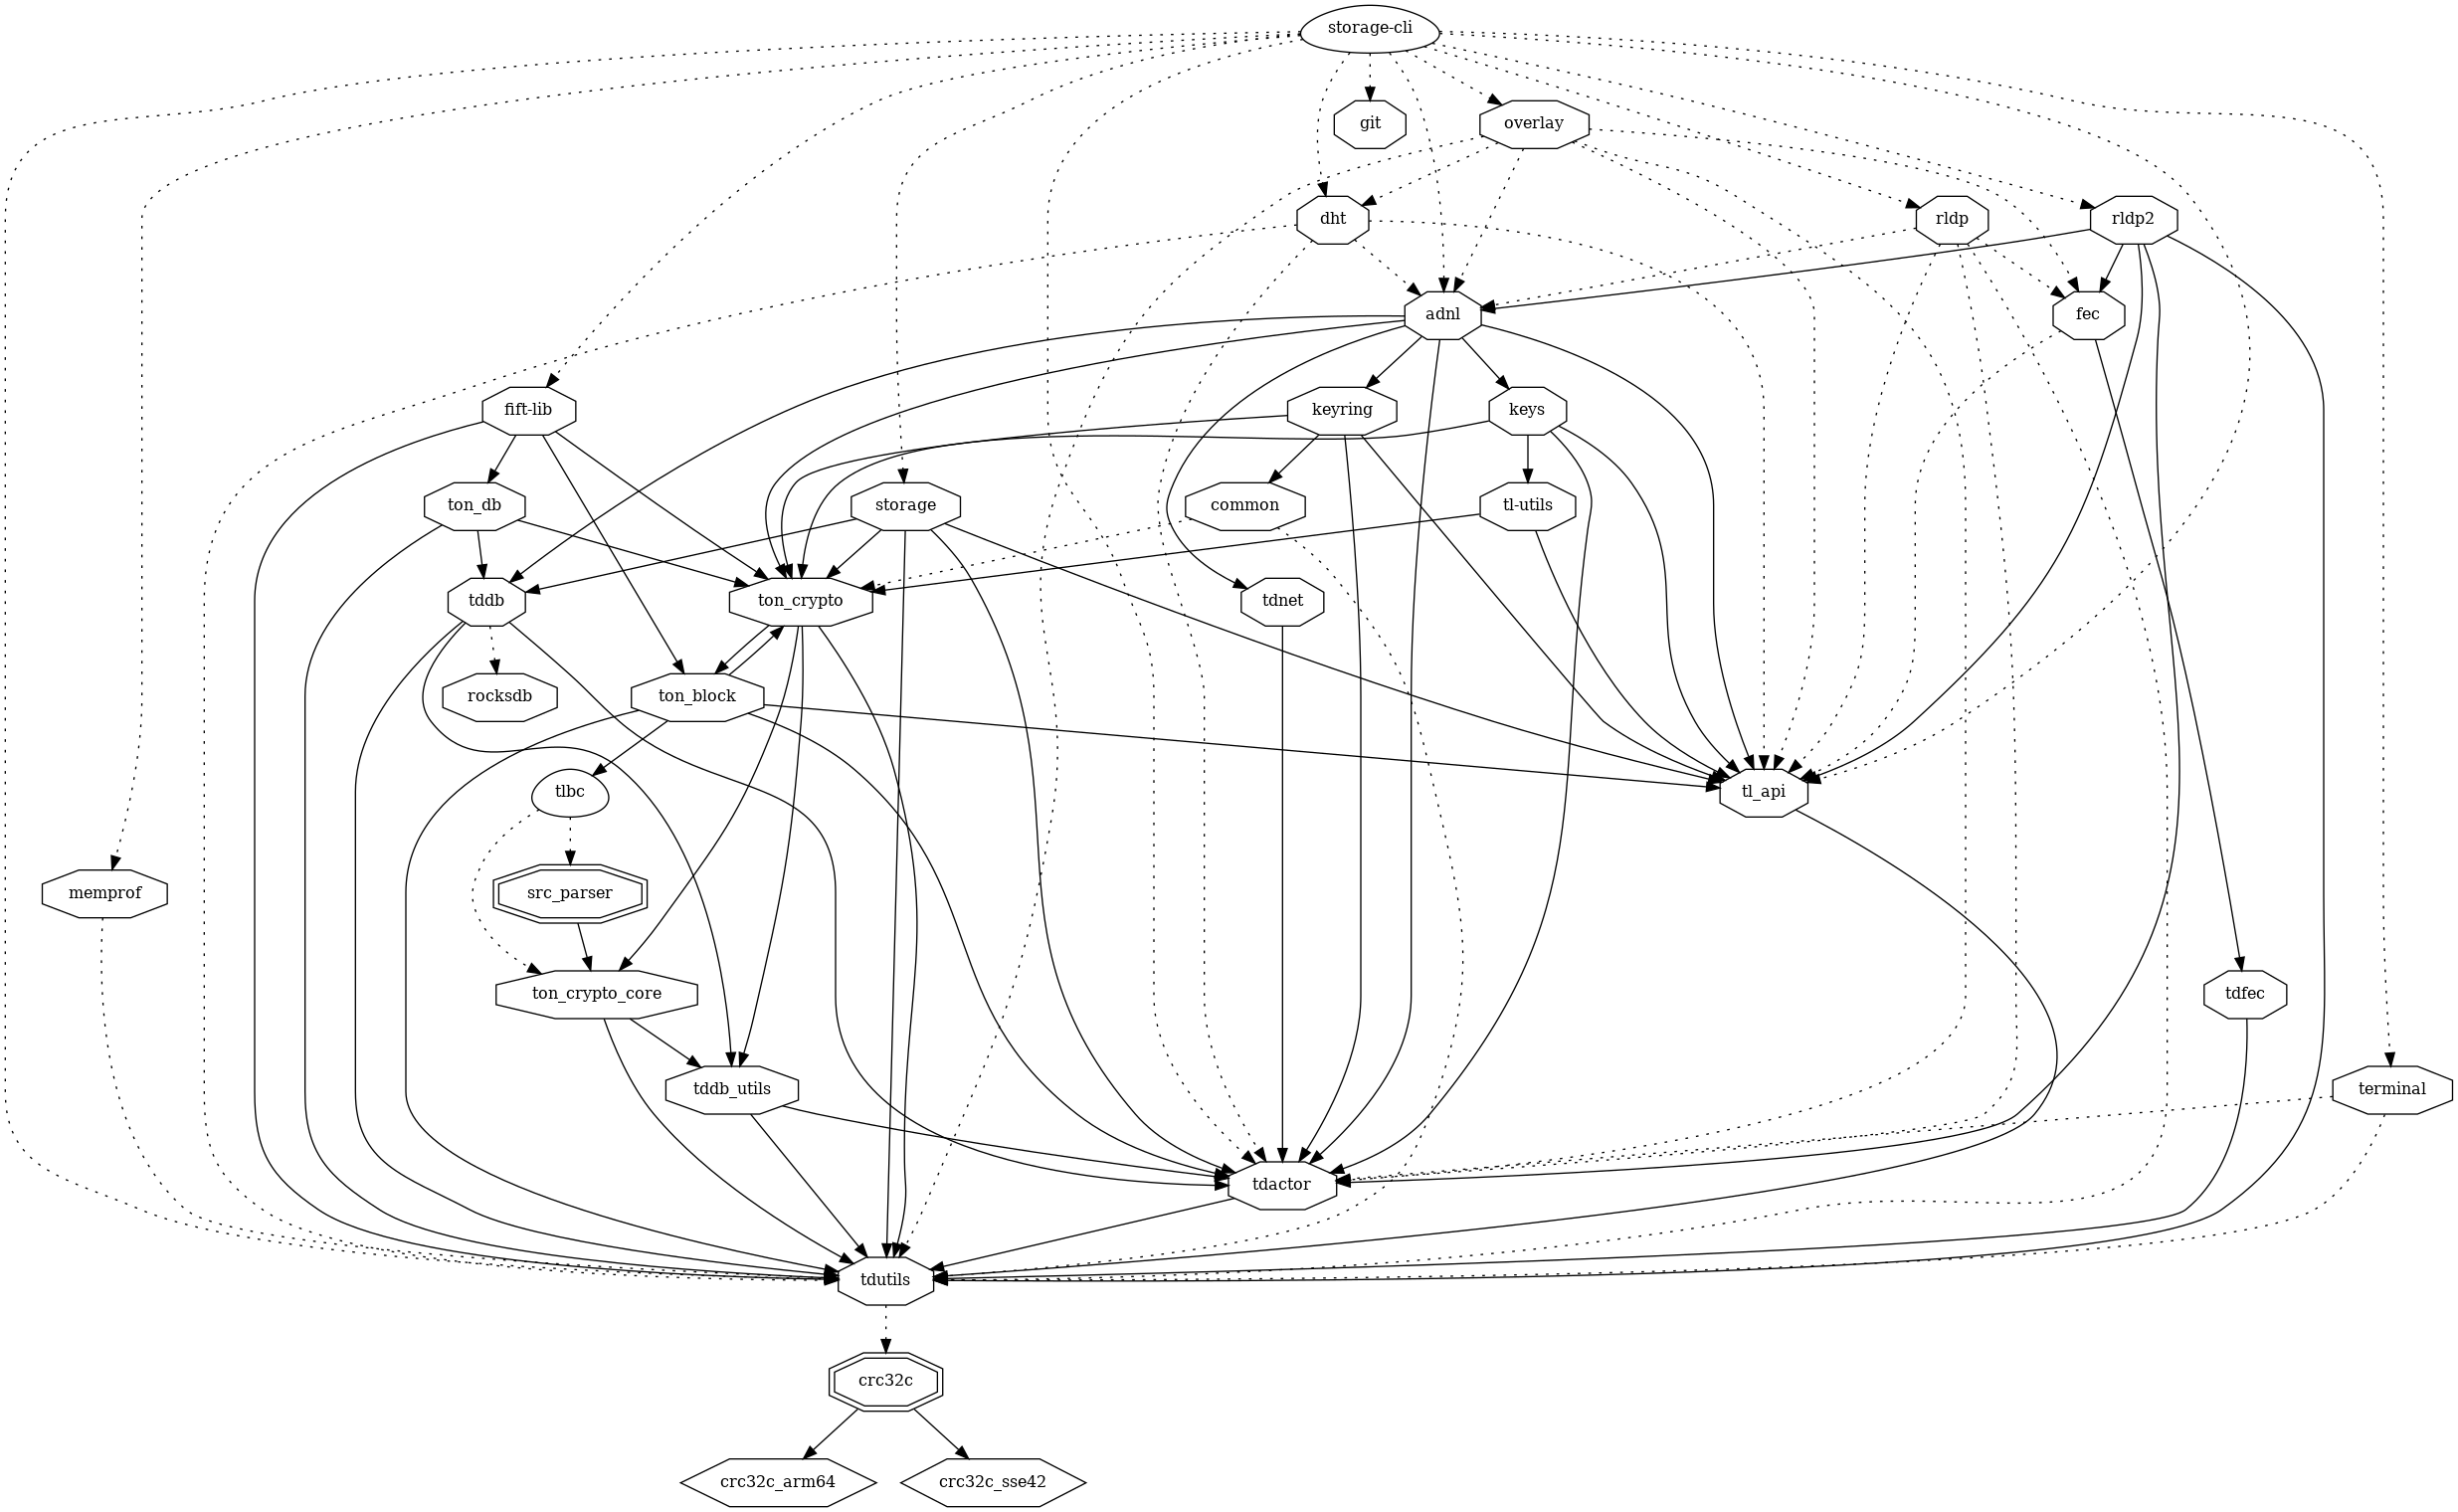 storage-cli
git
overlay
dht
rldp
rldp2
adnl
fec
fift-lib
keyring
keys
ton_db
storage
common
tl-utils
tddb
ton_crypto
tdnet
rocksdb
ton_block
tlbc
tl_api
memprof
src_parser
ton_crypto_core
tdfec
tddb_utils
terminal
tdactor
tdutils
crc32c
crc32c_arm64
crc32c_sse42